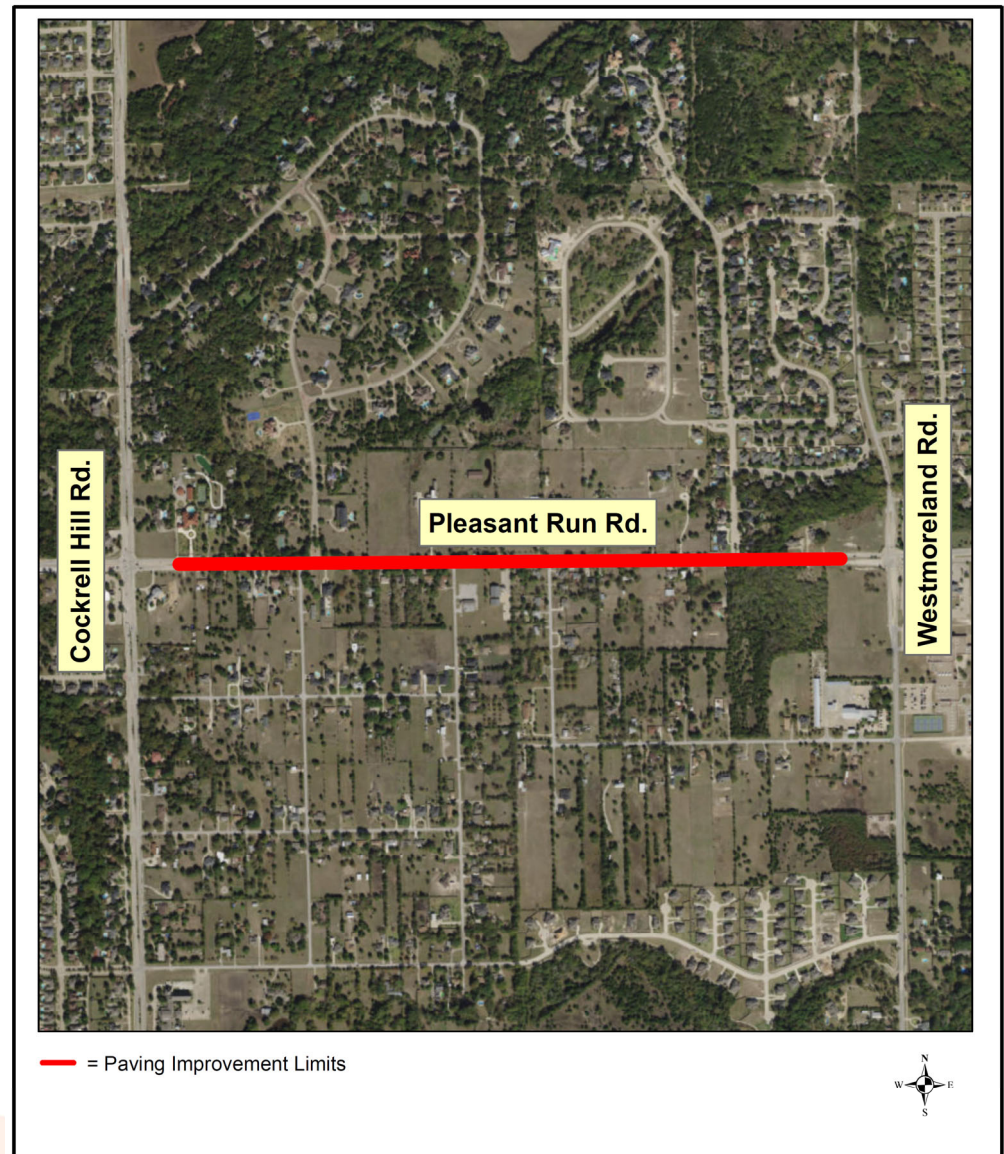 Cockrell Hill Rd.
Pleasant Run Rd.
Westmoreland Rd.
= Paving Improvement Limits
N
W E
S